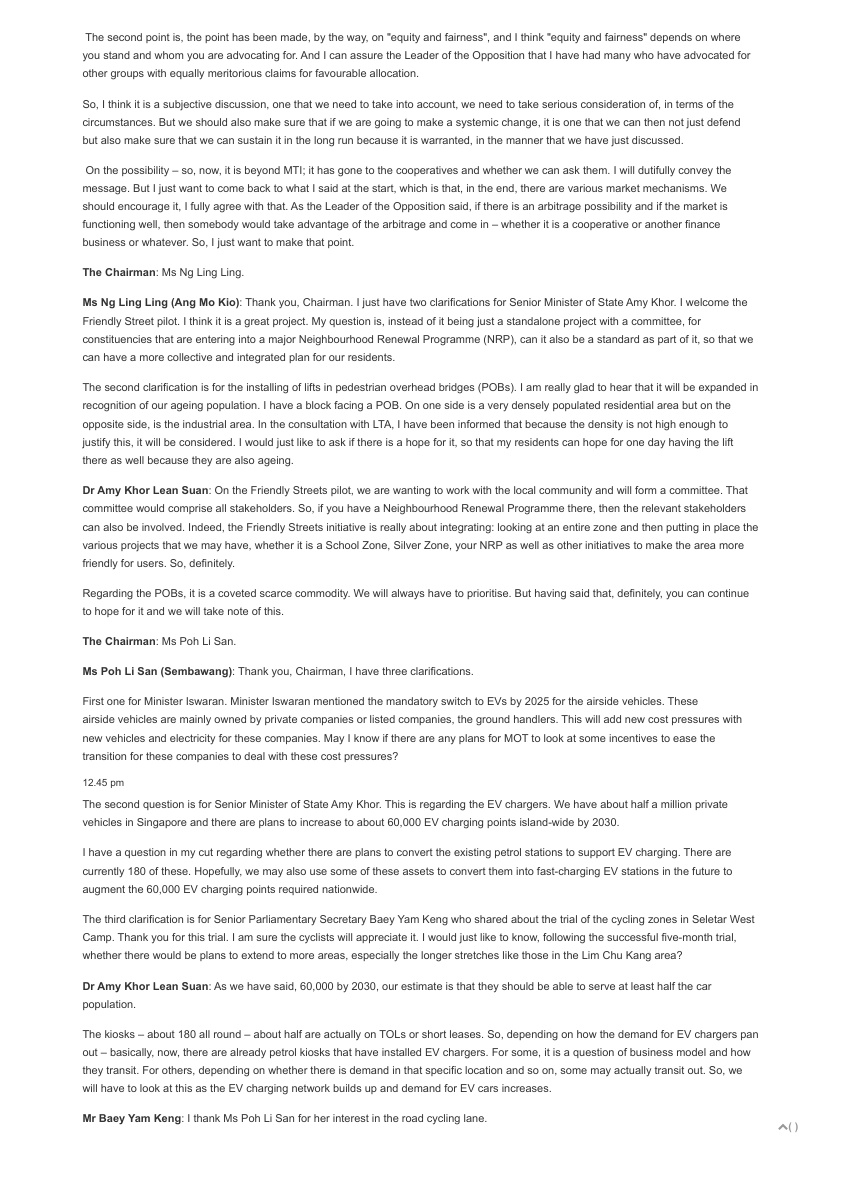 The second point is, the point has been made, by the way, on "equity and fairness", and I think "equity and fairness" depends on where
you stand and whom you are advocating for. And I can assure the Leader of the Opposition that I have had many who have advocated for
other groups with equally meritorious claims for favourable allocation.
So, I think it is a subjective discussion, one that we need to take into account, we need to take serious consideration of, in terms of the
circumstances. But we should also make sure that if we are going to make a systemic change, it is one that we can then not just defend
but also make sure that we can sustain it in the long run because it is warranted, in the manner that we have just discussed.
On the possibility – so, now, it is beyond MTI; it has gone to the cooperatives and whether we can ask them. I will dutifully convey the
message. But I just want to come back to what I said at the start, which is that, in the end, there are various market mechanisms. We
should encourage it, I fully agree with that. As the Leader of the Opposition said, if there is an arbitrage possibility and if the market is
functioning well, then somebody would take advantage of the arbitrage and come in – whether it is a cooperative or another finance
business or whatever. So, I just want to make that point.
The Chairman: Ms Ng Ling Ling.
Ms Ng Ling Ling (Ang Mo Kio): Thank you, Chairman. I just have two clarifications for Senior Minister of State Amy Khor. I welcome the
Friendly Street pilot. I think it is a great project. My question is, instead of it being just a standalone project with a committee, for
constituencies that are entering into a major Neighbourhood Renewal Programme (NRP), can it also be a standard as part of it, so that we
can have a more collective and integrated plan for our residents.
The second clarification is for the installing of lifts in pedestrian overhead bridges (POBs). I am really glad to hear that it will be expanded in
recognition of our ageing population. I have a block facing a POB. On one side is a very densely populated residential area but on the
opposite side, is the industrial area. In the consultation with LTA, I have been informed that because the density is not high enough to
justify this, it will be considered. I would just like to ask if there is a hope for it, so that my residents can hope for one day having the lift
there as well because they are also ageing.
Dr Amy Khor Lean Suan: On the Friendly Streets pilot, we are wanting to work with the local community and will form a committee. That
committee would comprise all stakeholders. So, if you have a Neighbourhood Renewal Programme there, then the relevant stakeholders
can also be involved. Indeed, the Friendly Streets initiative is really about integrating: looking at an entire zone and then putting in place the
various projects that we may have, whether it is a School Zone, Silver Zone, your NRP as well as other initiatives to make the area more
friendly for users. So, definitely.
Regarding the POBs, it is a coveted scarce commodity. We will always have to prioritise. But having said that, definitely, you can continue
to hope for it and we will take note of this.
The Chairman: Ms Poh Li San.
Ms Poh Li San (Sembawang): Thank you, Chairman, I have three clarifications.
First one for Minister Iswaran. Minister Iswaran mentioned the mandatory switch to EVs by 2025 for the airside vehicles. These
airside vehicles are mainly owned by private companies or listed companies, the ground handlers. This will add new cost pressures with
new vehicles and electricity for these companies. May I know if there are any plans for MOT to look at some incentives to ease the
transition for these companies to deal with these cost pressures?
12.45 pm
The second question is for Senior Minister of State Amy Khor. This is regarding the EV chargers. We have about half a million private
vehicles in Singapore and there are plans to increase to about 60,000 EV charging points island-wide by 2030.
I have a question in my cut regarding whether there are plans to convert the existing petrol stations to support EV charging. There are
currently 180 of these. Hopefully, we may also use some of these assets to convert them into fast-charging EV stations in the future to
augment the 60,000 EV charging points required nationwide.
The third clarification is for Senior Parliamentary Secretary Baey Yam Keng who shared about the trial of the cycling zones in Seletar West
Camp. Thank you for this trial. I am sure the cyclists will appreciate it. I would just like to know, following the successful five-month trial,
whether there would be plans to extend to more areas, especially the longer stretches like those in the Lim Chu Kang area?
Dr Amy Khor Lean Suan: As we have said, 60,000 by 2030, our estimate is that they should be able to serve at least half the car
population.
The kiosks – about 180 all round – about half are actually on TOLs or short leases. So, depending on how the demand for EV chargers pan
out – basically, now, there are already petrol kiosks that have installed EV chargers. For some, it is a question of business model and how
they transit. For others, depending on whether there is demand in that specific location and so on, some may actually transit out. So, we
will have to look at this as the EV charging network builds up and demand for EV cars increases.
Mr Baey Yam Keng: I thank Ms Poh Li San for her interest in the road cycling lane.
( )